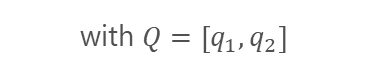 with 𝑄 = [𝑞₁, 𝑞₂]